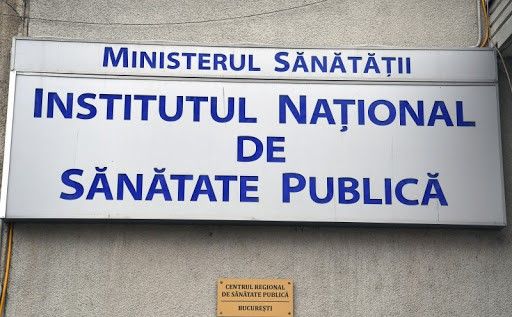 MINISTERUL SĂNĂTĂȚII
INSTITUTUL NAȚIONAL
DE
SĂNĂTATE PUBLICĂ
CENTRUL REGIONAL
DE SĂNĂTATE PUBLICĂ
BUCUREȘTI